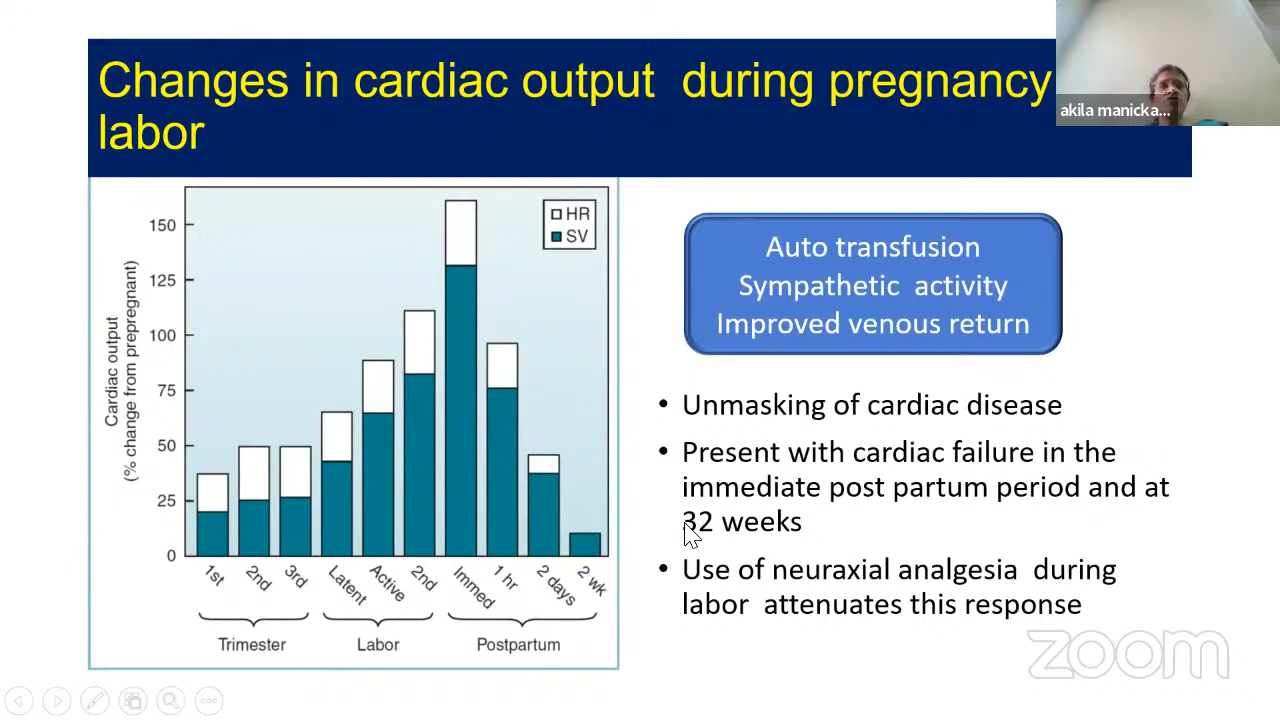 Changes in cardiac output during pregnancy
labor
akila manicka...
150
125
100
75
50
25
0
Cardiac output
(% change from prepregnant)
HR
SV
1st
2nd
3rd
Latent
Active
2nd
Immed
1 hr
2 days
2 wk
Trimester
Labor
Postpartum
Auto transfusion
Sympathetic activity
Improved venous return
• Unmasking of cardiac disease
• Present with cardiac failure in the
immediate post partum period and at
32 weeks
• Use of neuraxial analgesia during
labor attenuates this response
zoom